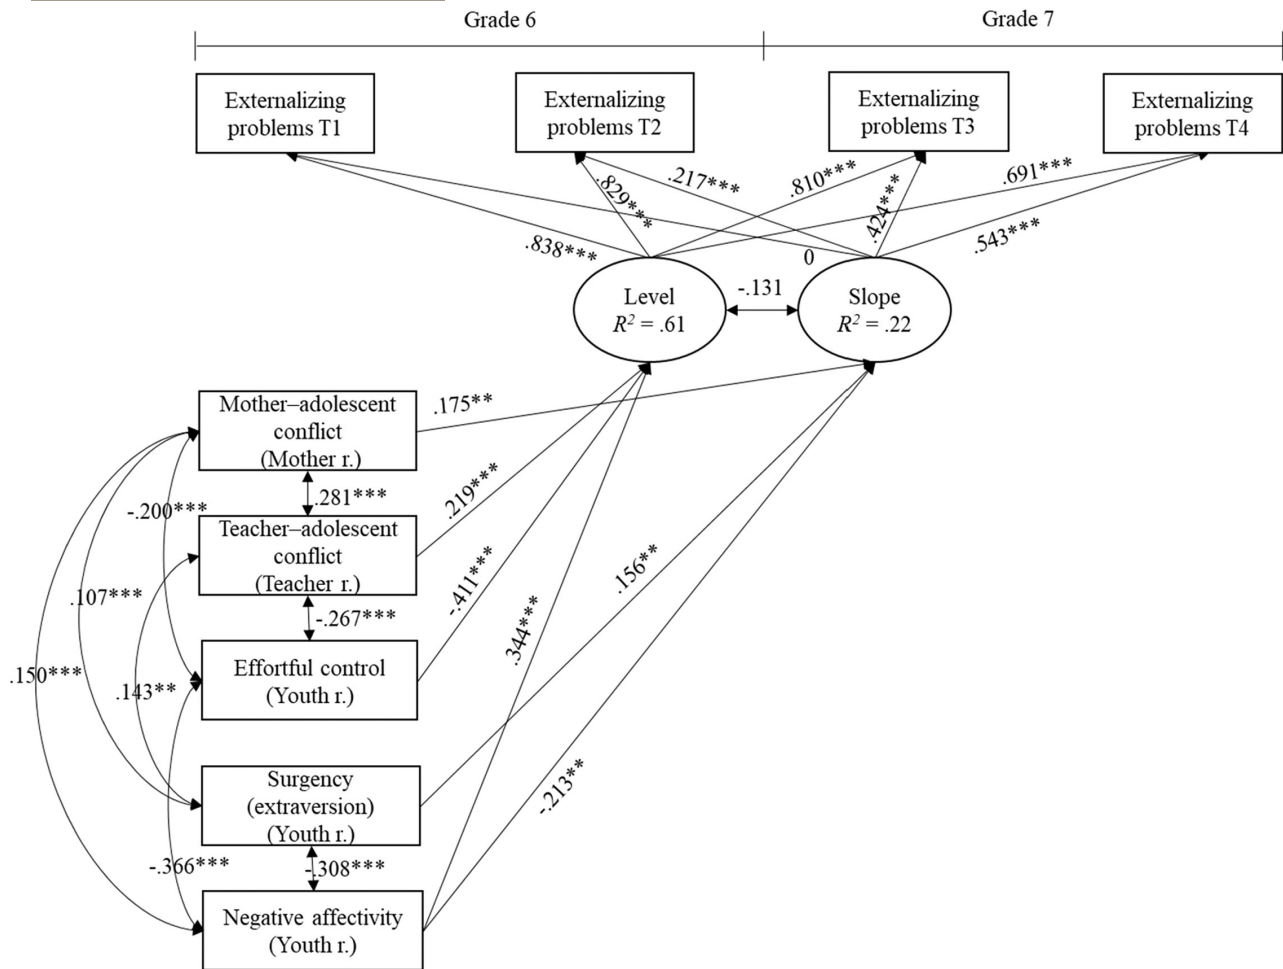 Grade 6
Grade 7
Externalizing
problems T1
Externalizing
problems T2
Externalizing
problems T3
Externalizing
problems T4
.838***
.829***
.217***
.810***
.424***
.691***
.543***
0
Level
R² = .61
-.131
Slope
R² = .22
Mother–adolescent
conflict
(Mother r.)
.175**
.281***
-.200***
Teacher–adolescent
conflict
(Teacher r.)
.219***
.107***
-.267***
-.411***
.156**
.344***
Effortful control
(Youth r.)
.150***
.143**
Surgency
(extraversion)
(Youth r.)
-.213**
-.366***
-.308***
Negative affectivity
(Youth r.)